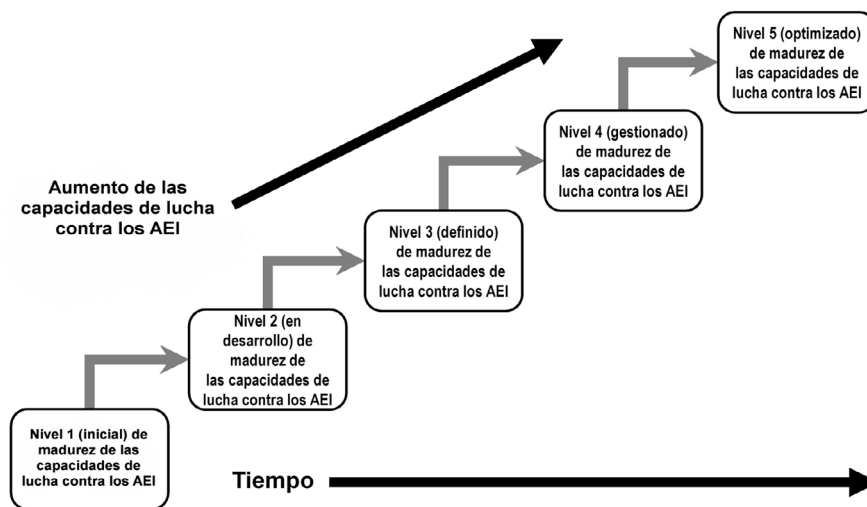 Nivel 5 (optimizado)
de madurez de
las capacidades de
lucha contra los AEI
Nivel 4 (gestionado)
de madurez de
las capacidades de
lucha contra los AEI
Aumento de las
capacidades de lucha
contra los AEI
Nivel 3 (definido)
de madurez de
las capacidades de
lucha contra los AEI
Nivel 2 (en
desarrollo) de
madurez de
las capacidades de
lucha contra los AEI
Nivel 1 (inicial) de
madurez de las
capacidades de
lucha contra los AEI
Tiempo